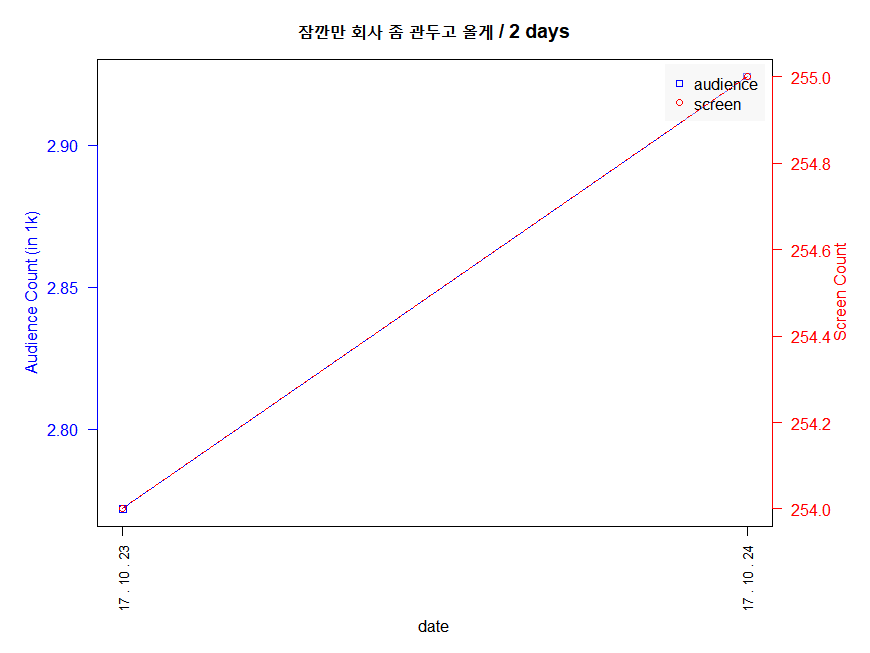 잠깐만 회사 좀 관두고 올게 / 2 days
audience
screen
2.90
2.85
2.80
Audience Count (in 1k)
255.0
254.8
254.6
254.4
254.2
254.0
Screen Count
17 . 10 . 23
17 . 10 . 24
date